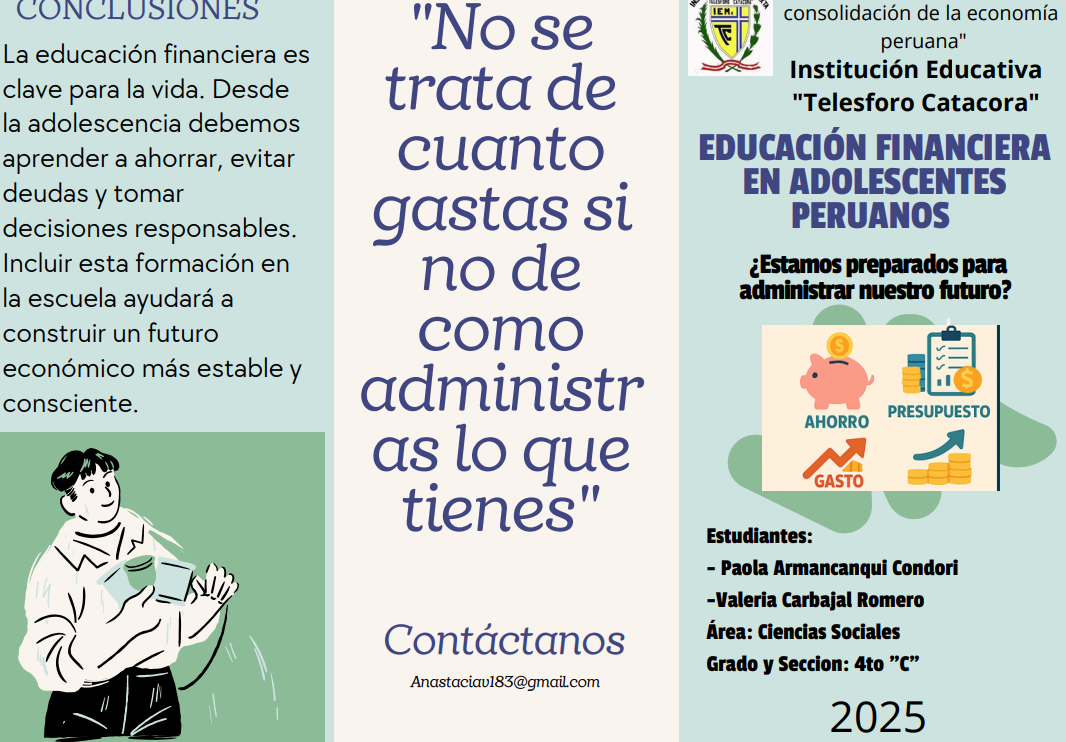 CONCLUSIONES
La educación financiera es
clave para la vida. Desde
la adolescencia debemos
aprender a ahorrar, evitar
deudas y tomar
decisiones responsables.
Incluir esta formación en
la escuela ayudará a
construir un futuro
económico más estable y
consciente.
"No se
trata de
cuanto
gastas si
no de
como
administr
as lo que
tienes"
Contáctanos
Anastaciav183@gmail.com
consolidación de la economía
peruana"
Institución Educativa
"Telesforo Catacora"
EDUCACIÓN FINANCIERA
EN ADOLESCENTES
PERUANOS
¿Estamos preparados para
administrar nuestro futuro?
AHORRO
PRESUPUESTO
GASTO
Estudiantes:
- Paola Armancanqui Condori
-Valeria Carbajal Romero
Área: Ciencias Sociales
Grado y Seccion: 4to ”C”
2025